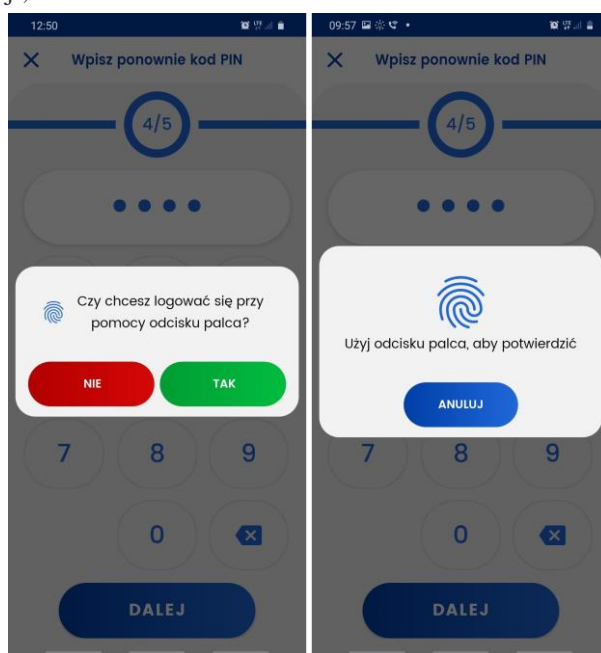 12:50
Wpisz ponownie kod PIN
4/5
Czy chcesz logować się przy
pomocy odcisku palca?
NIE
TAK
7
8
9
0
DALEJ
09:57
Wpisz ponownie kod PIN
4/5
Użyj odcisku palca, aby potwierdzić
ANULUJ
7
8
9
0
DALEJ